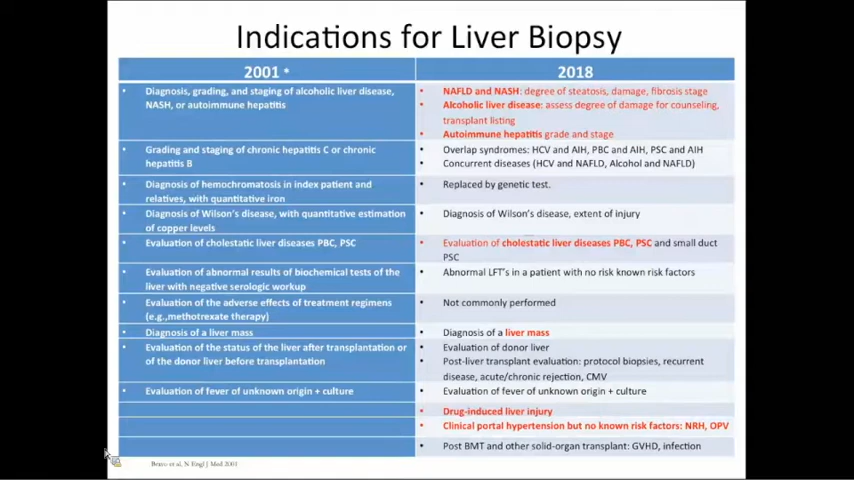 Indications for Liver Biopsy
2001 *
2018
• Diagnosis, grading, and staging of alcoholic liver disease,
NASH, or autoimmune hepatitis
• NAFLD and NASH: degree of steatosis, damage, fibrosis stage
• Alcoholic liver disease: assess degree of damage for counseling,
transplant listing
• Autoimmune hepatitis grade and stage
• Grading and staging of chronic hepatitis C or chronic
hepatitis B
• Overlap syndromes: HCV and AIH, PBC and AIH, PSC and AIH
• Concurrent diseases (HCV and NAFLD, Alcohol and NAFLD)
• Diagnosis of hemochromatosis in index patient and
relatives, with quantitative iron
• Replaced by genetic test.
• Diagnosis of Wilson's disease, with quantitative estimation
of copper levels
• Diagnosis of Wilson's disease, extent of injury
• Evaluation of cholestatic liver diseases PBC, PSC
• Evaluation of cholestatic liver diseases PBC, PSC and small duct
PSC
• Evaluation of abnormal results of biochemical tests of the
liver with negative serologic workup
• Abnormal LFT's in a patient with no risk known risk factors
• Evaluation of the adverse effects of treatment regimens
(e.g.,methotrexate therapy)
• Not commonly performed
• Diagnosis of a liver mass
• Diagnosis of a liver mass
• Evaluation of the status of the liver after transplantation or
of the donor liver before transplantation
• Evaluation of donor liver
• Post-liver transplant evaluation: protocol biopsies, recurrent
disease, acute/chronic rejection, CMV
• Evaluation of fever of unknown origin + culture
• Evaluation of fever of unknown origin + culture
• Drug-induced liver injury
• Clinical portal hypertension but no known risk factors: NRH, OPV
• Post BMT and other solid-organ transplant: GVHD, infection
Bravo et al, N Engl J Med 2001